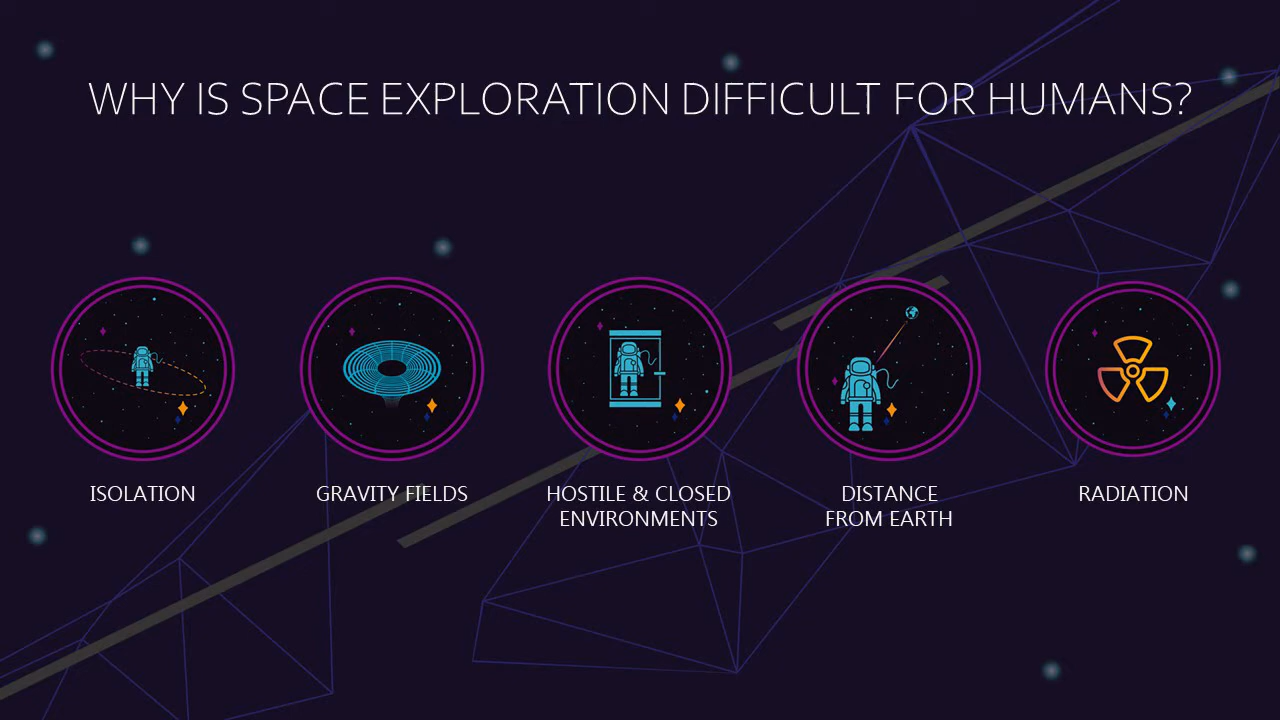 WHY IS SPACE EXPLORATION DIFFICULT FOR HUMANS?
ISOLATION
GRAVITY FIELDS
HOSTILE & CLOSED
ENVIRONMENTS
DISTANCE
FROM EARTH
RADIATION